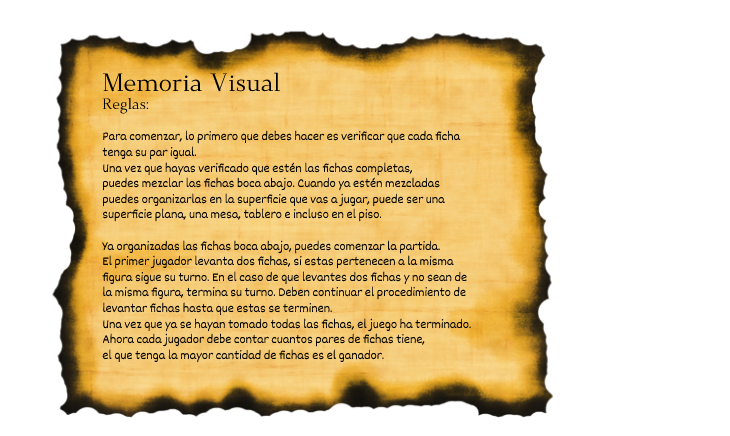 Memoria Visual
Reglas:
Para comenzar, lo primero que debes hacer es verificar que cada ficha
tenga su par igual.
Una vez que hayas verificado que estén las fichas completas,
puedes mezclar las fichas boca abajo. Cuando ya estén mezcladas
puedes organizarlas en la superficie que vas a jugar, puede ser una
superficie plana, una mesa, tablero e incluso en el piso.
Ya organizadas las fichas boca abajo, puedes comenzar la partida.
El primer jugador levanta dos fichas, si estas pertenecen a la misma
figura sigue su turno. En el caso de que levantes dos fichas y no sean de
la misma figura, termina su turno. Deben continuar el procedimiento de
levantar fichas hasta que estas se terminen.
Una vez que ya se hayan tomado todas las fichas, el juego ha terminado.
Ahora cada jugador debe contar cuantos pares de fichas tiene,
el que tenga la mayor cantidad de fichas es el ganador.